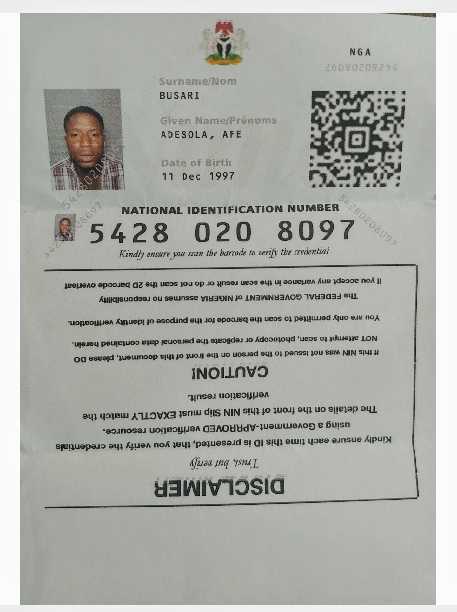 NGA
Surname/Nom
BUSARI
Given Name/Prénoms
ADESOLA, AFE
Date of Birth
11 Dec 1997
NATIONAL IDENTIFICATION NUMBER
5428 020 8097
Kindly ensure you scan the barcode to verify the credential
DISCLAIMER
Trust, but verify
Kindly ensure each time this ID is presented, that you verify the credentials
using a Government-APPROVED verification resource.
The details on the front of this NIN Slip must EXACTLY match the
verification result.
CAUTION!
If this NIN was not issued to the person on the front of this document, please DO
NOT attempt to scan, photocopy or replicate the personal data contained herein.
You are only permitted to scan the barcode for the purpose of identity verification.
The FEDERAL GOVERNMENT of NIGERIA assumes no responsibility
if you accept any variance in the scan result or do not scan the 2D barcode overleaf